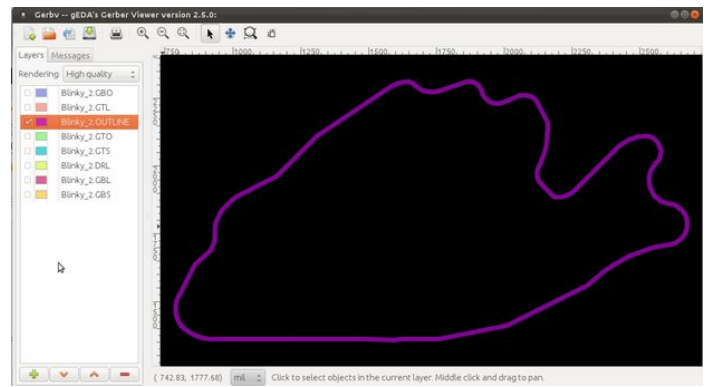 Gerbv -- gEDA's Gerber Viewer version 2.5.0:
Layers Messages
Rendering: High quality
Blinky_2.GBO
Blinky_2.GTL
Blinky_2.OUTLINE
Blinky_2.GTO
Blinky_2.GTS
Blinky_2.DRL
Blinky_2.GBL
Blinky_2.GBS
750 1000 1250 1500 1750 2000 2250 2500
( 742.83, 1777.68) mil Click to select objects in the current layer. Middle click and drag to pan.